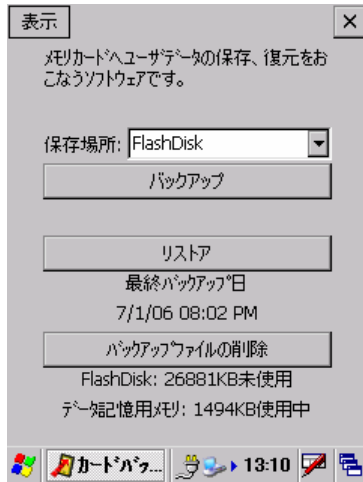 表示
ﾒﾓﾘｶｰﾄﾞへﾕｰｻﾞﾃﾞｰﾀの保存、復元をお
こなうｿﾌﾄｳｪｱです。
保存場所: FlashDisk
ﾊﾞｯｸｱｯﾌﾟ
ﾘｽﾄｱ
最終ﾊﾞｯｸｱｯﾌﾟ日
7/1/06 08:02 PM
ﾊﾞｯｸｱｯﾌﾟﾌｧｲﾙの削除
FlashDisk: 26881KB未使用
ﾃﾞｰﾀ記憶用ﾒﾓﾘ: 1494KB使用中
ｶｰﾄﾞﾊﾞｯ... 13:10